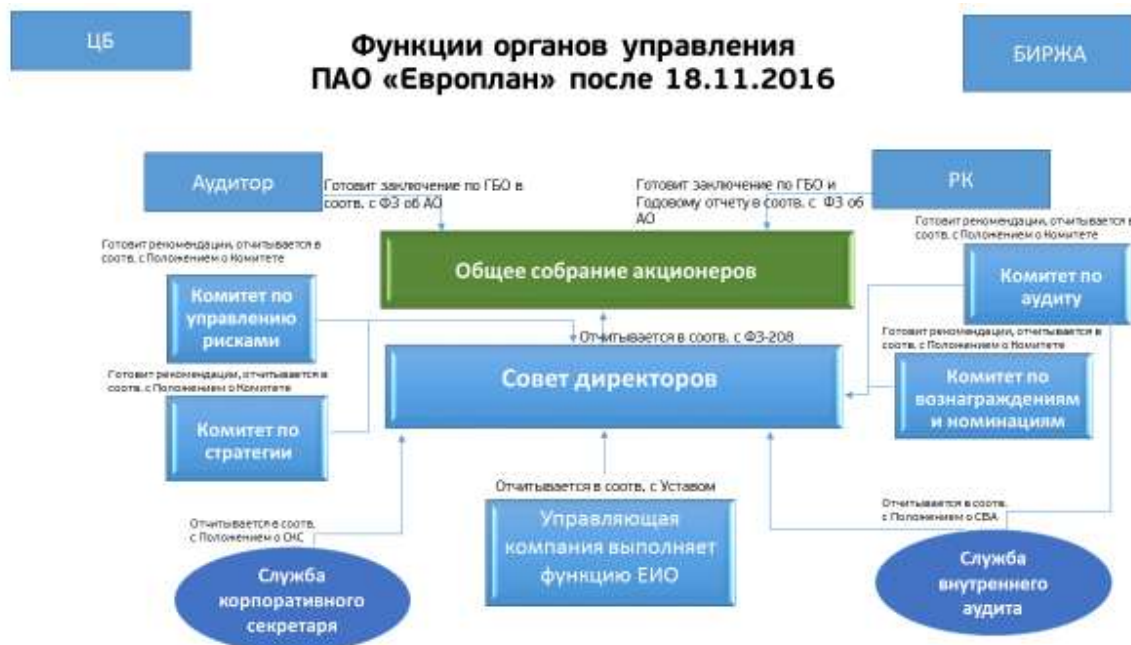 ЦБ
Функции органов управления
ПАО «Европлан» после 18.11.2016
БИРЖА
Аудитор
Готовит заключение по ГБО в
соотв. с ФЗ об АО
Готовит заключение по ГБО и
Годовому отчету в соотв. с ФЗ об
АО
РК
Готовит рекомендации, отчитывается в
соотв. с Положением о Комитете
Готовит рекомендации, отчитывается в
соотв. с Положением о Комитете
Общее собрание акционеров
Комитет по
управлению
рисками
Комитет по
аудиту
Отчитывается в соотв. с ФЗ-208
Готовит рекомендации, отчитывается в
соотв. с Положением о Комитете
Готовит рекомендации, отчитывается в
соотв. с Положением о Комитете
Совет директоров
Комитет по
стратегии
Комитет по
вознаграждениям
и номинациям
Отчитывается в соотв. с Уставом
Управляющая
компания выполняет
функцию ЕИО
Отчитывается в соотв.
с Положением о СКС
Отчитывается в соотв.
с Положением о СВА
Служба
корпоративного
секретаря
Служба
внутреннего
аудита